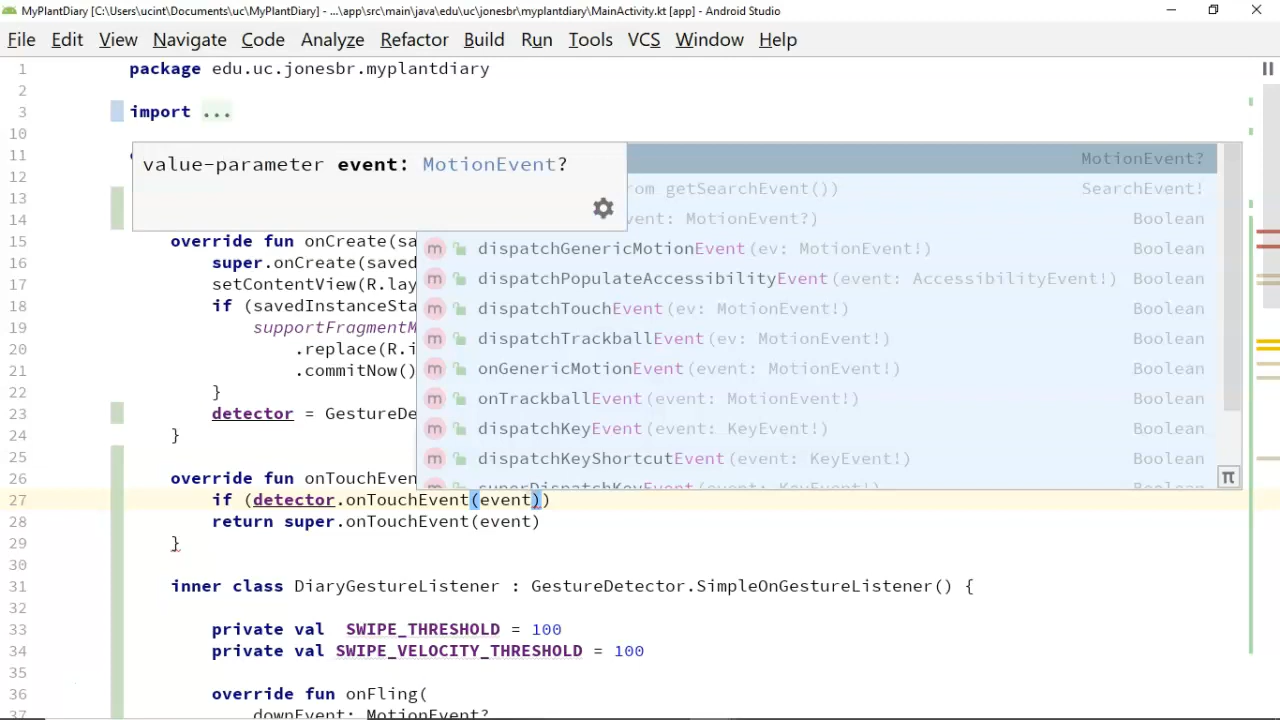 MyPlantDiary [C:\Users\ucint\Documents\uc\MyPlantDiary] - ...\app\src\main\java\edu\uc\jonesbr\myplantdiary\MainActivity.kt [app] - Android Studio
File Edit View Navigate Code Analyze Refactor Build Run Tools VCS Window Help
1 package edu.uc.jonesbr.myplantdiary
2
3 import ...
10
11
value-parameter event: MotionEvent?
MotionEvent?
12 rom getSearchEvent()) SearchEvent!
13
14 vent: MotionEvent?) Boolean
15 override fun onCreate(sa
m dispatchGenericMotionEvent(ev: MotionEvent!) Boolean
16 super.onCreate(saved
m dispatchPopulateAccessibilityEvent(event: AccessibilityEvent!) Boolean
17 setContentView(R.lay
18 if (savedInstanceSta
m dispatchTouchEvent(ev: MotionEvent!) Boolean
19 supportFragmentM
m dispatchTrackballEvent(ev: MotionEvent!) Boolean
20 .replace(R.i
21 .commitNow()
m onGenericMotionEvent(event: MotionEvent!) Boolean
22 }
m onTrackballEvent(event: MotionEvent!) Boolean
23 detector = GestureDe
m dispatchKeyEvent(event: KeyEvent!) Boolean
24 }
25
m dispatchKeyShortcutEvent(event: KeyEvent!) Boolean
26 override fun onTouchEven
m superDispatchKeyEvent(event: KeyEvent!) Boolean
π
27 if (detector.onTouchEvent(event))
28 return super.onTouchEvent(event)
29 }
30
31 inner class DiaryGestureListener : GestureDetector.SimpleOnGestureListener() {
32
33 private val SWIPE_THRESHOLD = 100
34 private val SWIPE_VELOCITY_THRESHOLD = 100
35
36 override fun onFling(
37 downEvent: MotionEvent?